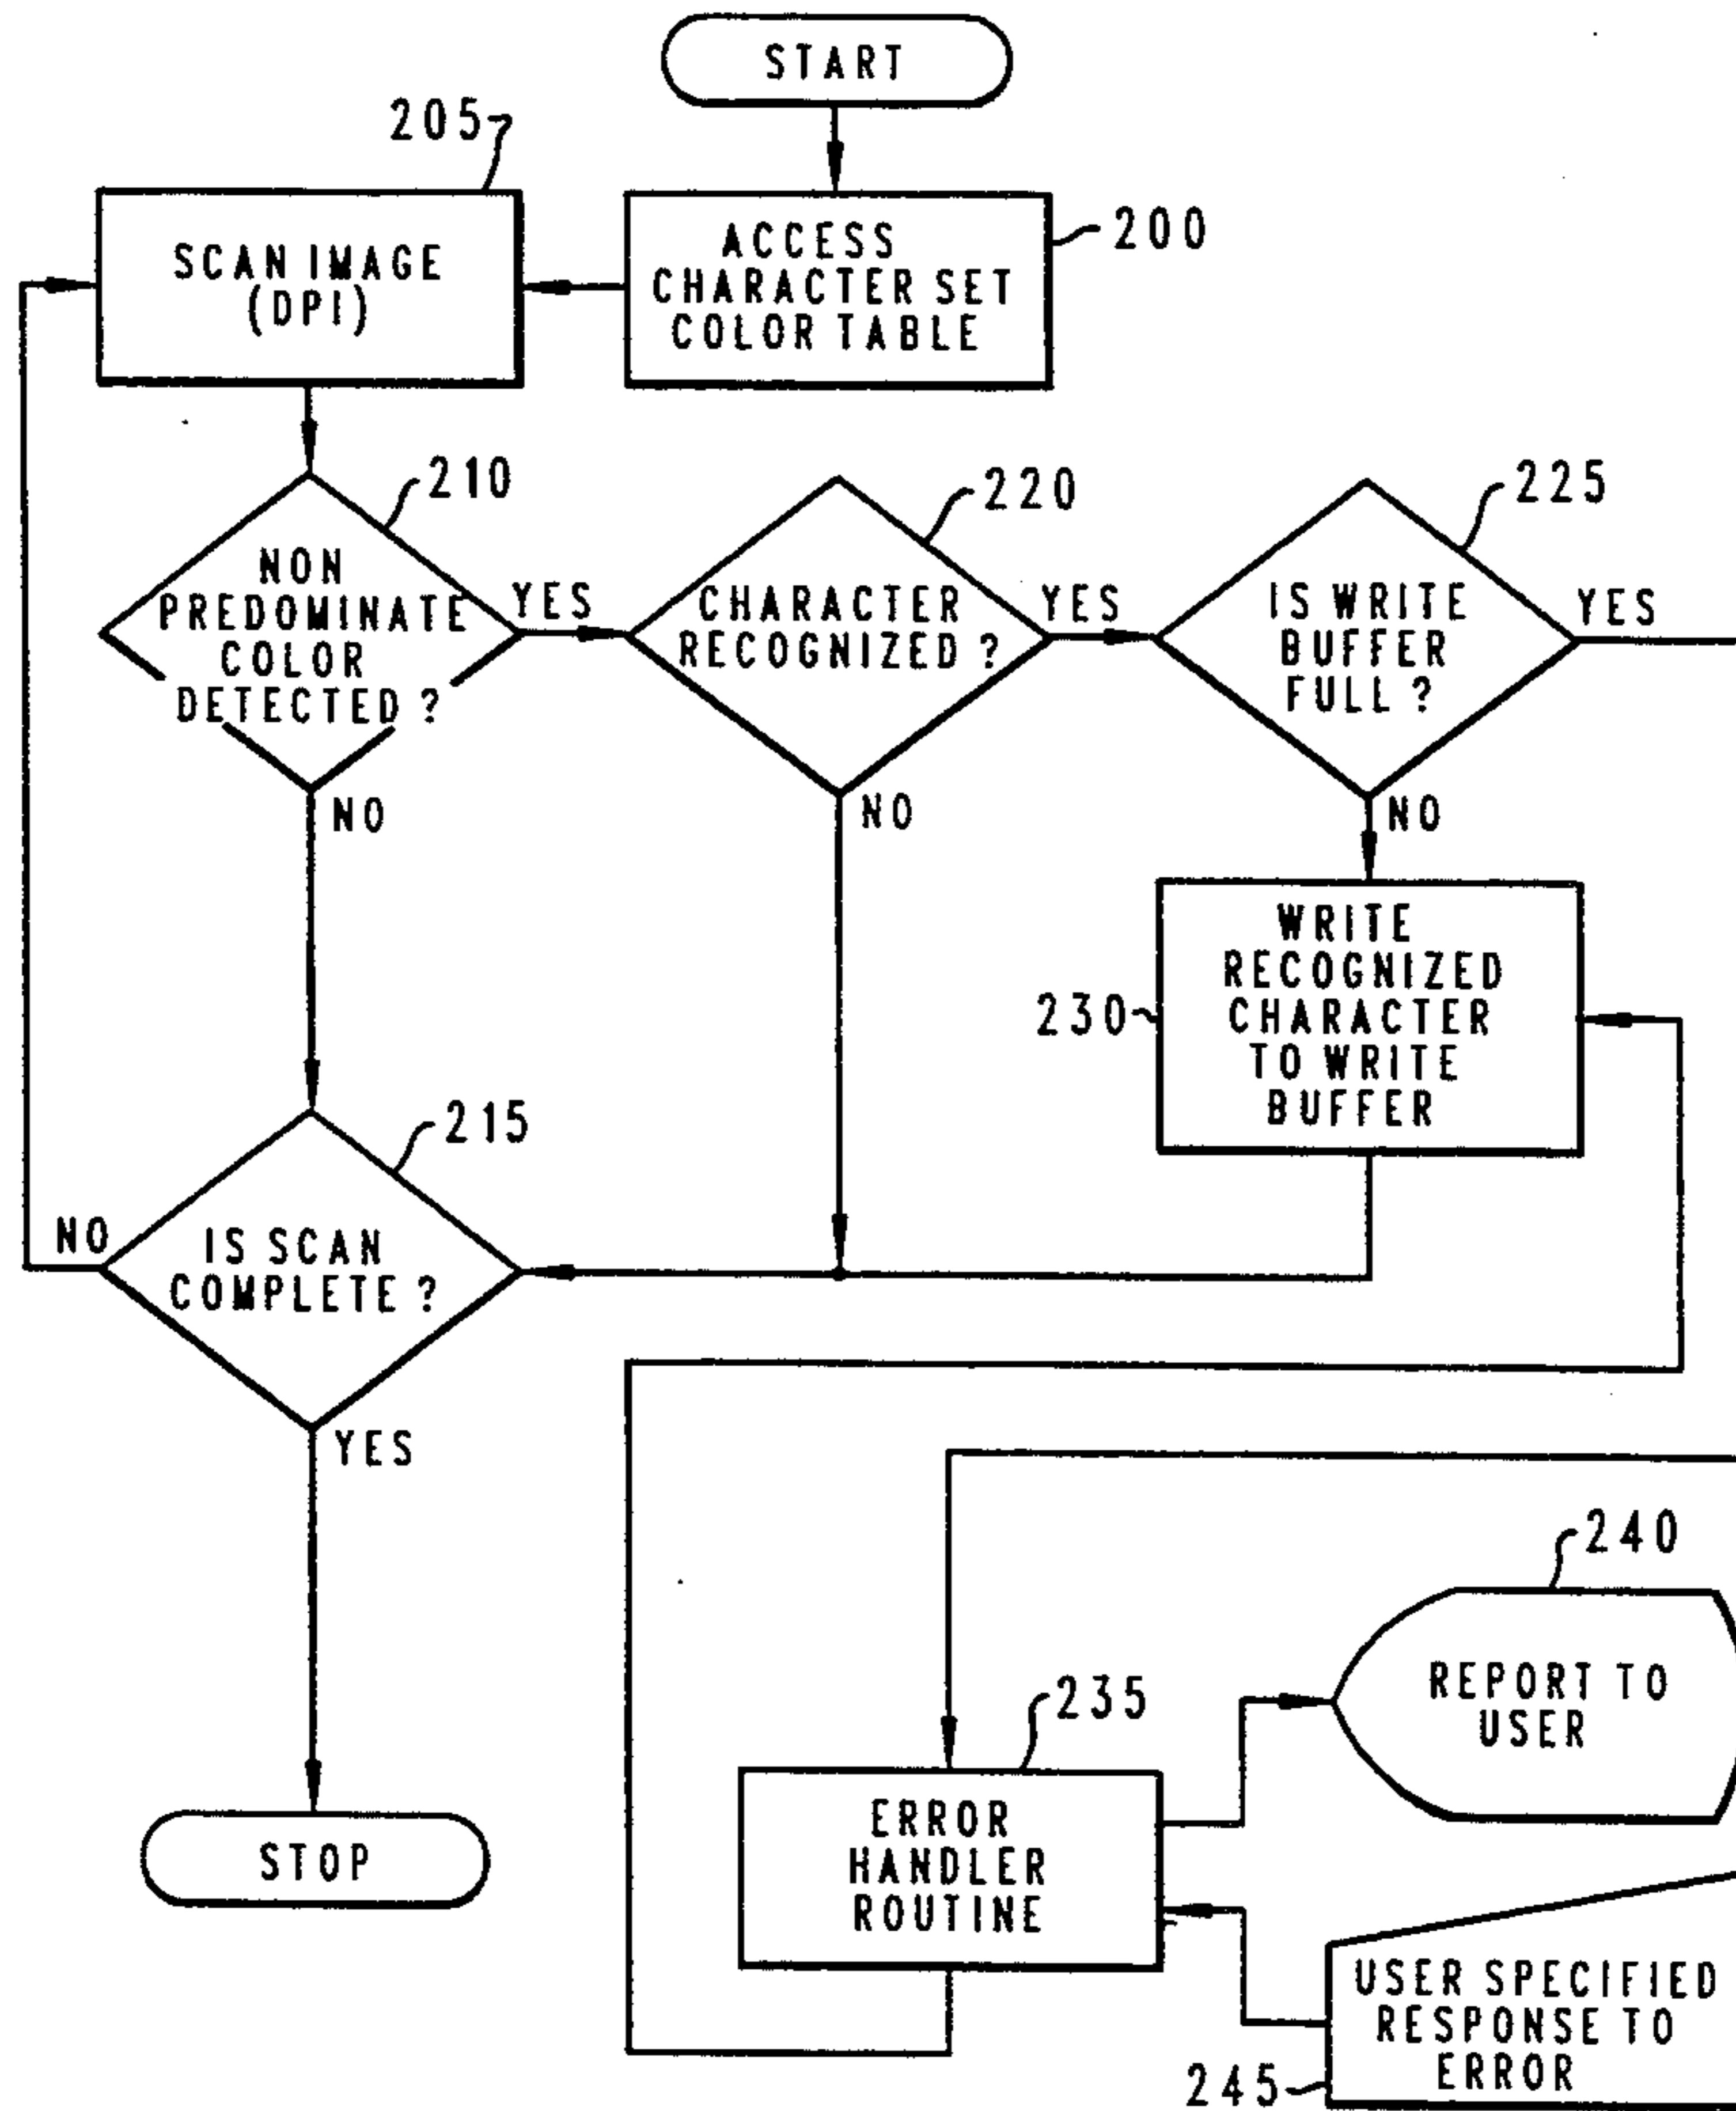 START
205
SCAN IMAGE
(DPI)
ACCESS
CHARACTER SET
COLOR TABLE
200
210
NON
PREDOMINATE
COLOR
DETECTED ?
YES
NO
220
CHARACTER
RECOGNIZED ?
YES
NO
225
IS WRITE
BUFFER
FULL ?
YES
NO
230
WRITE
RECOGNIZED
CHARACTER
TO WRITE
BUFFER
215
IS SCAN
COMPLETE ?
NO
YES
STOP
235
ERROR
HANDLER
ROUTINE
240
REPORT TO
USER
USER SPECIFIED
RESPONSE TO
ERROR
245